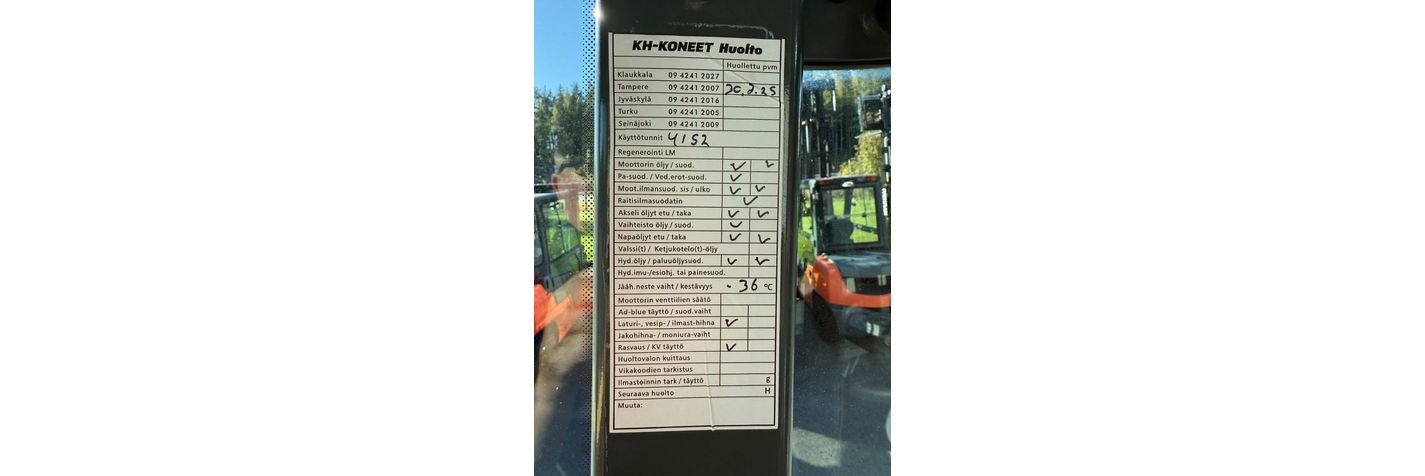 KH-KONEET Huolto
Huollettu pvm
Klaukkala 09 4241 2027
Tampere 09 4241 2007
Jyväskylä 09 4241 2016
Turku 09 4241 2005
Seinäjoki 09 4241 2009
Käyttötunnit 4152
Regenerointi LM
Moottorin öljy / suod. ✓ ✓
Pa-suod. / Ved.erot-suod. ✓
Moot.ilmansuod. sis / ulko ✓ ✓
Raitisilmasuodatin ✓
Akseli öljyt etu / taka ✓ ✓
Vaihteisto öljy / suod. ✓
Napaöljyt etu / taka ✓ ✓
Valssi(t) / Ketjukotelo(t)-öljy
Hyd.öljy / paluuöljysuod. ✓ ✓
Hyd.imu-/esiohj. tai painesuod.
Jääh.neste vaiht / kestävyys - 36 °C
Moottorin venttiilien säätö
Ad-blue täyttö / suod.vaiht
Laturi-, vesip- / ilmast-hihna ✓
Jakohihna- / moniura-vaiht
Rasvaus / KV täyttö ✓
Huoltovalon kuittaus
Vikakoodien tarkistus
Ilmastoinnin tark / täyttö g
Seuraava huolto H
Muuta: